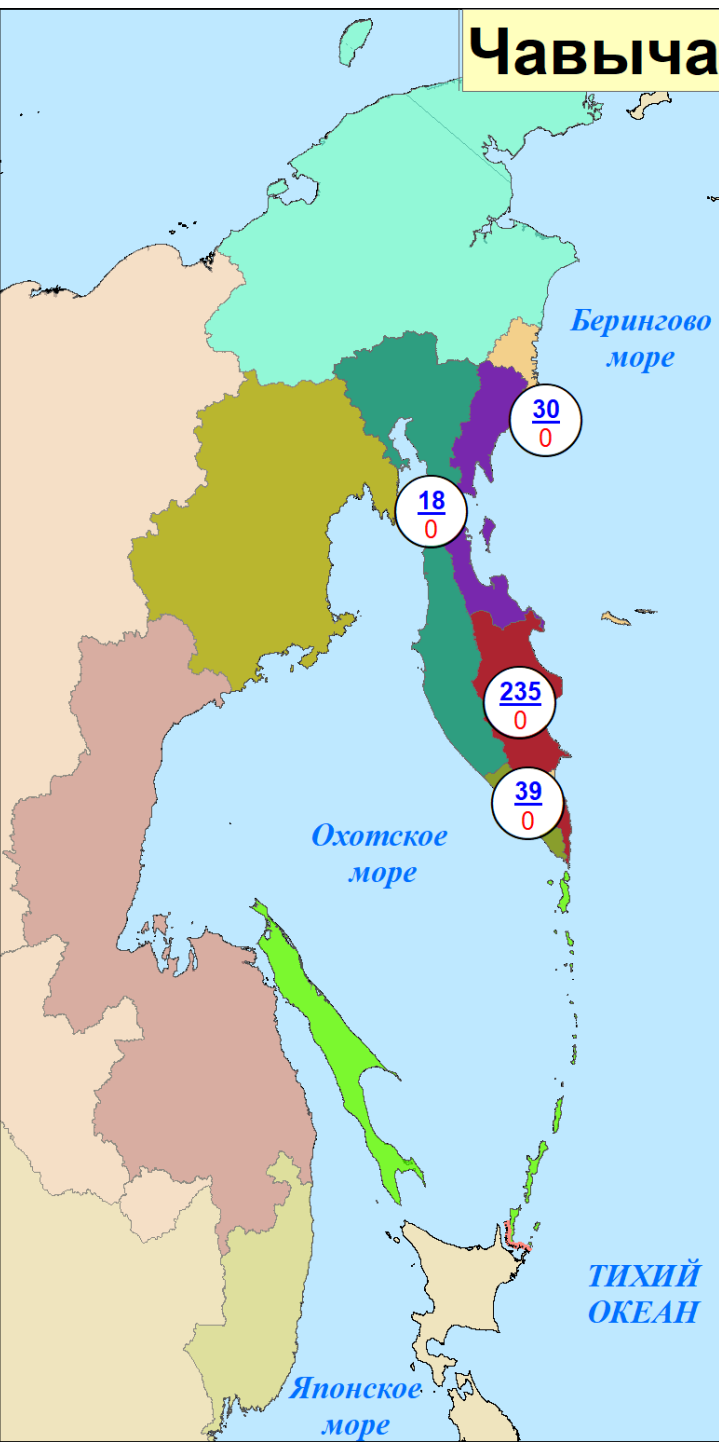 Чавыча
Берингово
море
30
0
18
0
235
0
39
0
Охотское
море
ТИХИЙ
ОКЕАН
Японское
море